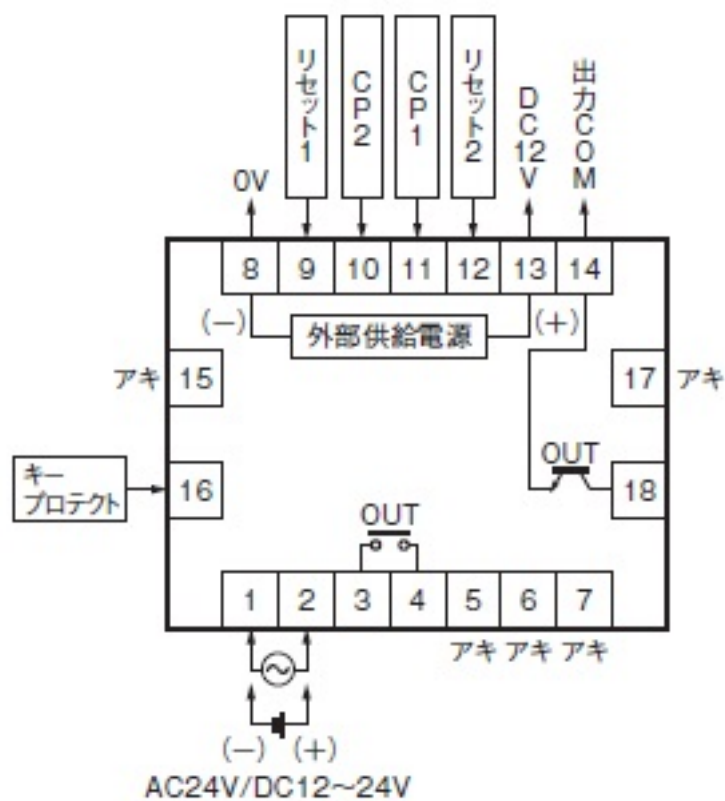 リセット1
CP2
CP1
リセット2
DC12V
出力COM
0V
8 9 10 11 12 13 14
(−) 外部供給電源 (+)
アキ 15
17 アキ
キー
プロテクト
16
OUT
18
OUT
1 2 3 4 5 6 7
アキ アキ アキ
(−) (+)
AC24V/DC12～24V